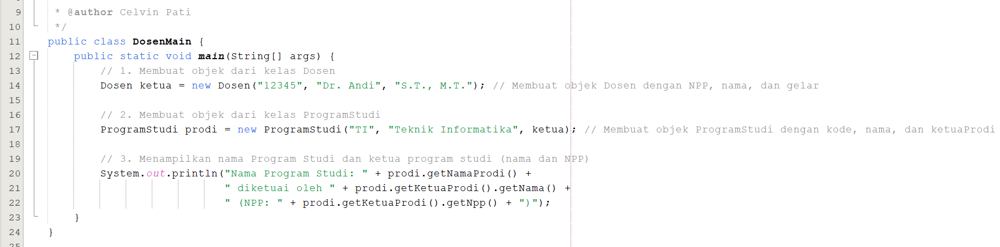 9 * @author Celvin Pati
10 */
11 public class DosenMain {
12 public static void main(String[] args) {
13 // 1. Membuat objek dari kelas Dosen
14 Dosen ketua = new Dosen("12345", "Dr. Andi", "S.T., M.T."); // Membuat objek Dosen dengan NPP, nama, dan gelar
15
16 // 2. Membuat objek dari kelas ProgramStudi
17 ProgramStudi prodi = new ProgramStudi("TI", "Teknik Informatika", ketua); // Membuat objek ProgramStudi dengan kode, nama, dan ketuaProdi
18
19 // 3. Menampilkan nama Program Studi dan ketua program studi (nama dan NPP)
20 System.out.println("Nama Program Studi: " + prodi.getNamaProdi() +
21 " diketuai oleh " + prodi.getKetuaProdi().getNama() +
22 " (NPP: " + prodi.getKetuaProdi().getNpp() + ")");
23 }
24 }
25